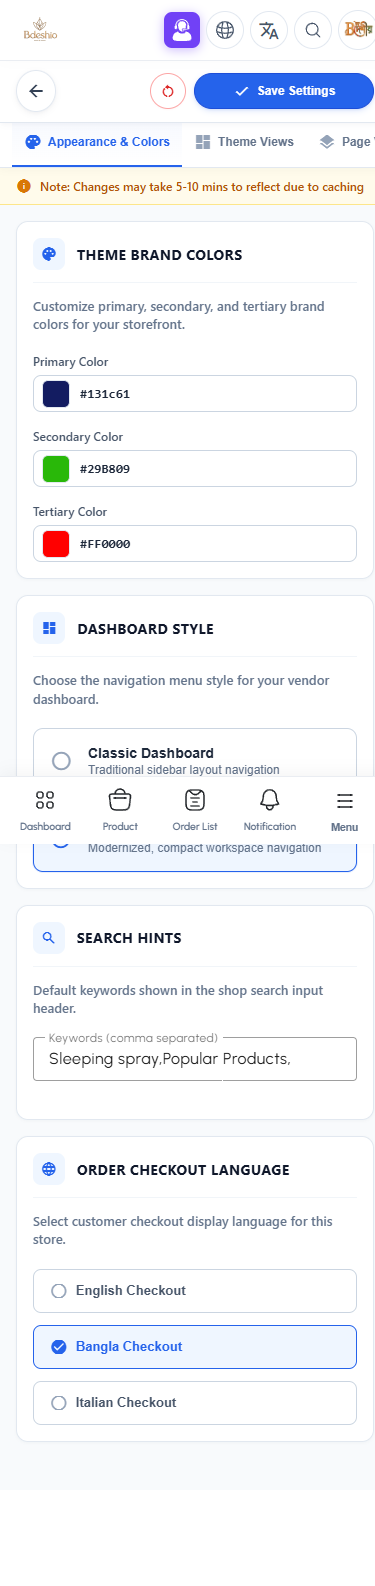 Bdeshio
Save Settings
Appearance & Colors
Theme Views
Page
Note: Changes may take 5-10 mins to reflect due to caching
THEME BRAND COLORS
Customize primary, secondary, and tertiary brand
colors for your storefront.
Primary Color
#131c61
Secondary Color
#29B809
Tertiary Color
#FF0000
DASHBOARD STYLE
Choose the navigation menu style for your vendor
dashboard.
Classic Dashboard
Traditional sidebar layout navigation
Dashboard
Product
Order List
Notification
Menu
Modernized, compact workspace navigation
SEARCH HINTS
Default keywords shown in the shop search input
header.
Keywords (comma separated)
Sleeping spray,Popular Products,
ORDER CHECKOUT LANGUAGE
Select customer checkout display language for this
store.
English Checkout
Bangla Checkout
Italian Checkout